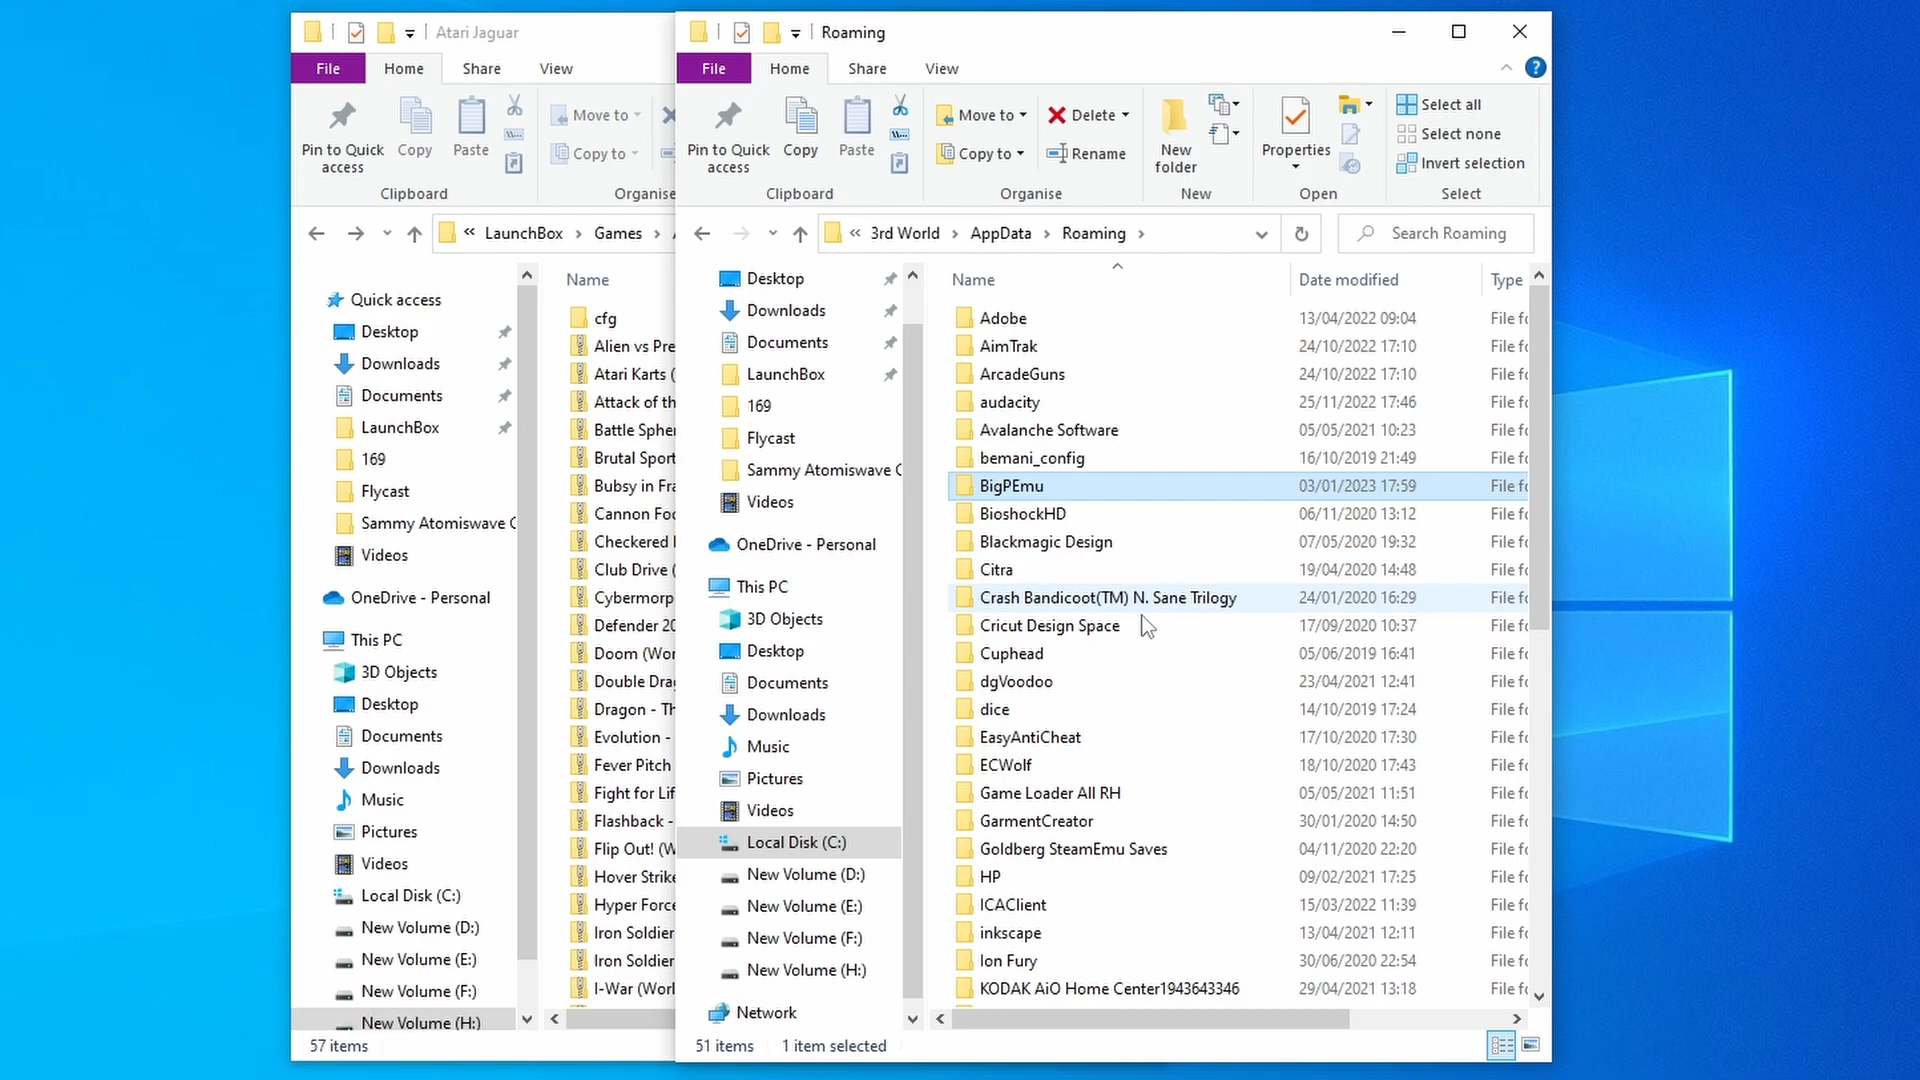 Atari Jaguar
File
Home
Share
View
Pin to Quick access
Copy
Paste
Move to
Copy to
Clipboard
Organise
LaunchBox
Games
Quick access
Desktop
Downloads
Documents
LaunchBox
169
Flycast
Sammy Atomiswave
Videos
OneDrive - Personal
This PC
3D Objects
Desktop
Documents
Downloads
Music
Pictures
Videos
Local Disk (C:)
New Volume (D:)
New Volume (E:)
New Volume (F:)
New Volume (H:)
57 items
Name
cfg
Alien vs Pre
Atari Karts (
Attack of th
Battle Spher
Brutal Sport
Bubsy in Fra
Cannon Foo
Checkered
Club Drive (
Cybermorp
Defender 20
Doom (Wor
Double Drag
Dragon - Th
Evolution -
Fever Pitch
Fight for Lif
Flashback -
Flip Out! (W
Hover Strike
Hyper Force
Iron Soldier
Iron Soldier
I-War (Worl
Roaming
File
Home
Share
View
Pin to Quick access
Copy
Paste
Move to
Copy to
Delete
Rename
New folder
Properties
Select all
Select none
Invert selection
Clipboard
Organise
New
Open
Select
« 3rd World > AppData > Roaming >
Search Roaming
Desktop
Downloads
Documents
LaunchBox
169
Flycast
Sammy Atomiswave
Videos
OneDrive - Personal
This PC
3D Objects
Desktop
Documents
Downloads
Music
Pictures
Videos
Local Disk (C:)
New Volume (D:)
New Volume (E:)
New Volume (F:)
New Volume (H:)
Network
51 items 1 item selected
Name Date modified Type
Adobe 13/04/2022 09:04 File fo
AimTrak 24/10/2022 17:10 File fo
ArcadeGuns 24/10/2022 17:10 File fo
audacity 25/11/2022 17:46 File fo
Avalanche Software 05/05/2021 10:23 File fo
bemani_config 16/10/2019 21:49 File fo
BigPEmu 03/01/2023 17:59 File fo
BioshockHD 06/11/2020 13:12 File fo
Blackmagic Design 07/05/2020 19:32 File fo
Citra 19/04/2020 14:48 File fo
Crash Bandicoot(TM) N. Sane Trilogy 24/01/2020 16:29 File fo
Cricut Design Space 17/09/2020 10:37 File fo
Cuphead 05/06/2019 16:41 File fo
dgVoodoo 23/04/2021 12:41 File fo
dice 14/10/2019 17:24 File fo
EasyAntiCheat 17/10/2020 17:30 File fo
ECWolf 18/10/2020 17:43 File fo
Game Loader All RH 05/05/2021 11:51 File fo
GarmentCreator 30/01/2020 14:50 File fo
Goldberg SteamEmu Saves 04/11/2020 22:20 File fo
HP 09/02/2021 17:25 File fo
ICAClient 15/03/2022 11:39 File fo
inkscape 13/04/2021 12:11 File fo
Ion Fury 30/06/2020 22:54 File fo
KODAK AiO Home Center1943643346 29/04/2021 13:18 File fo